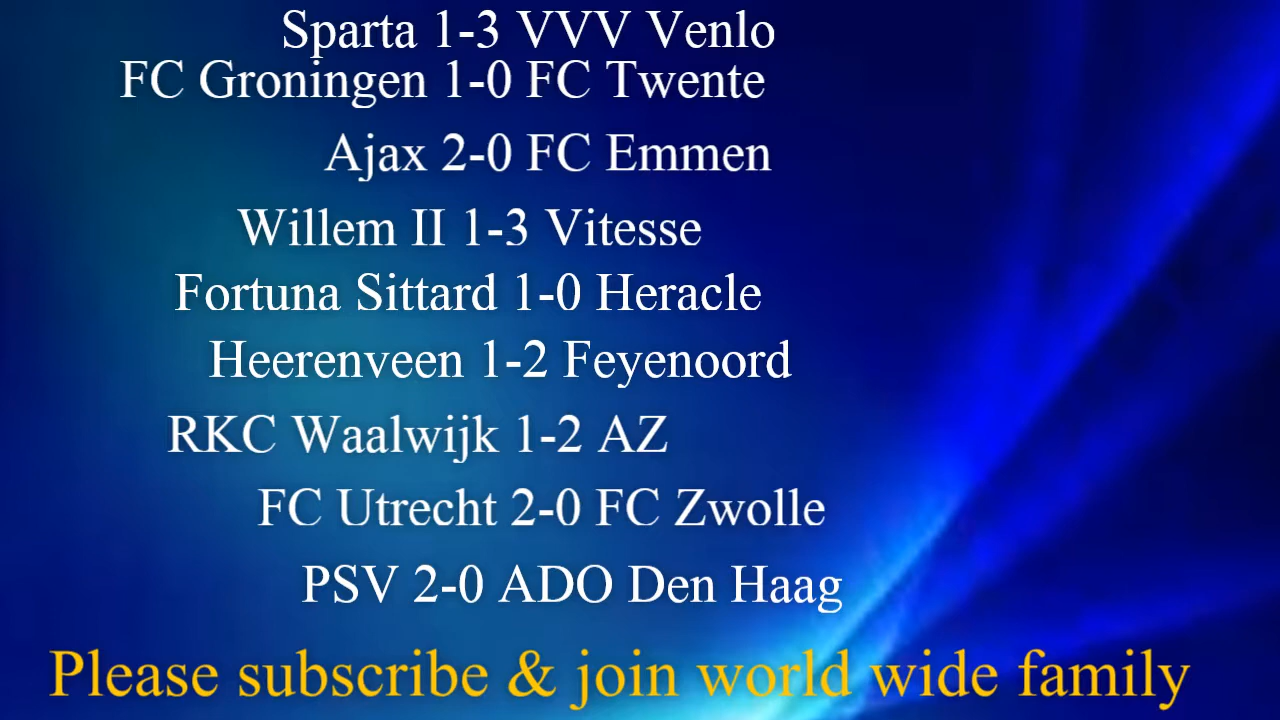 Sparta 1-3 VVV Venlo
FC Groningen 1-0 FC Twente
Ajax 2-0 FC Emmen
Willem II 1-3 Vitesse
Fortuna Sittard 1-0 Heracle
Heerenveen 1-2 Feyenoord
RKC Waalwijk 1-2 AZ
FC Utrecht 2-0 FC Zwolle
PSV 2-0 ADO Den Haag
Please subscribe & join world wide family